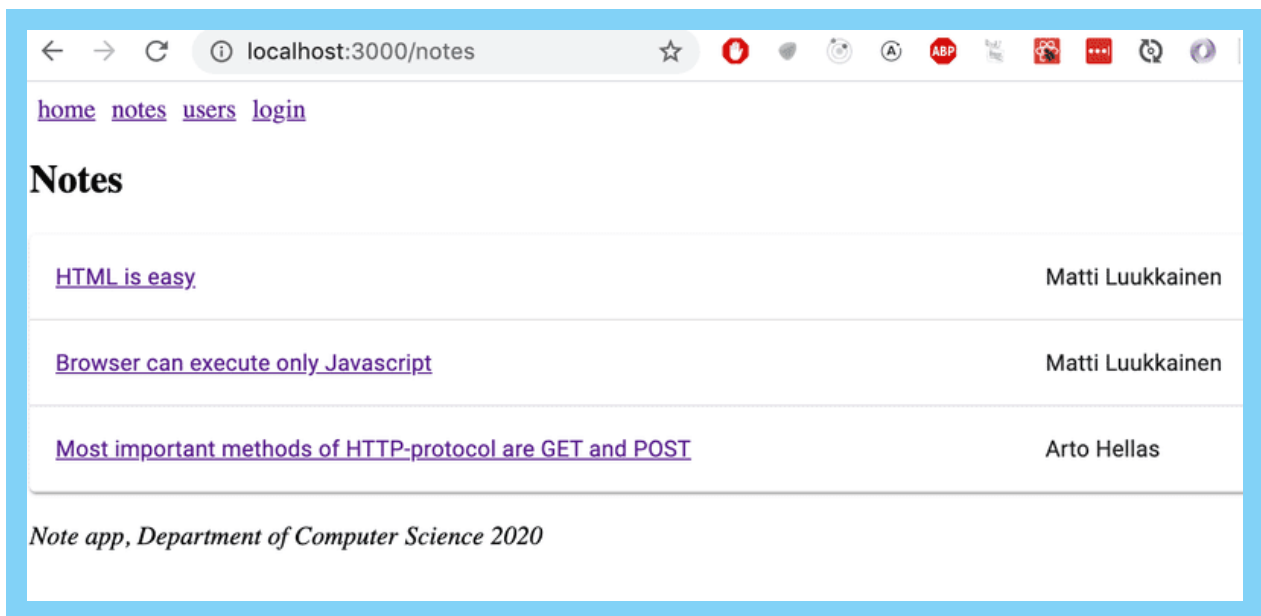 localhost:3000/notes
ABP
home notes users login
Notes
HTML is easy Matti Luukkainen
Browser can execute only Javascript Matti Luukkainen
Most important methods of HTTP-protocol are GET and POST Arto Hellas
Note app, Department of Computer Science 2020